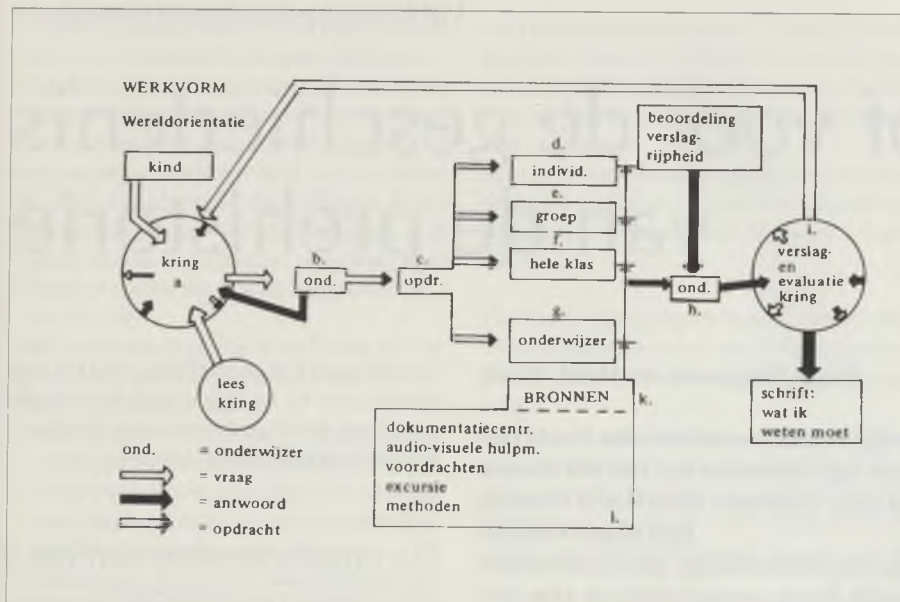 WERKVORM
Wereldorientatie
kind
kring
a
lees
kring
b.
ond.
c.
opdr.
d.
individ.
e.
groep
f.
hele klas
g.
onderwijzer
beoordeling
verslag-
rijpheid
ond.
h.
i.
verslag-
en
evaluatie
kring
schrift:
wat ik
weten moet
BRONNEN
k.
dokumentatiecentr.
audio-visuele hulpm.
voordrachten
excursie
methoden
l.
ond. = onderwijzer
= vraag
= antwoord
= opdracht